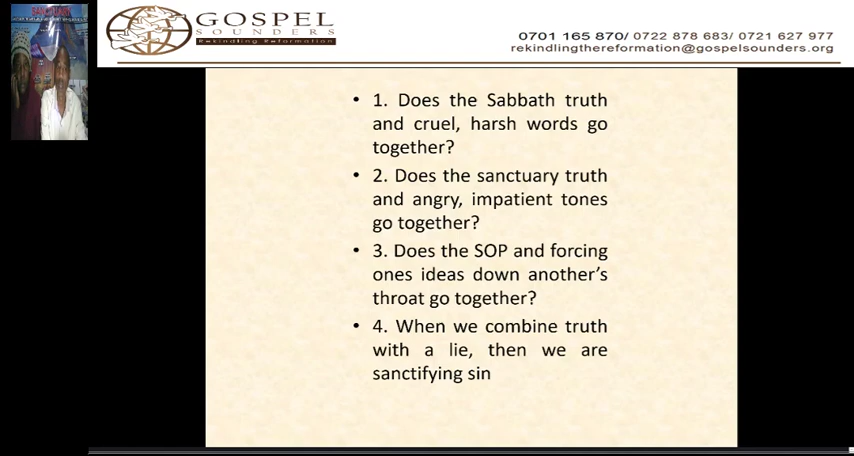 GOSPEL
SOUNDERS
Rekindling Reformation
0701 165 870/ 0722 878 683/ 0721 627 977
rekindlingthereformation@gospelsounders.org
• 1. Does the Sabbath truth
and cruel, harsh words go
together?
• 2. Does the sanctuary truth
and angry, impatient tones
go together?
• 3. Does the SOP and forcing
ones ideas down another's
throat go together?
• 4. When we combine truth
with a lie, then we are
sanctifying sin